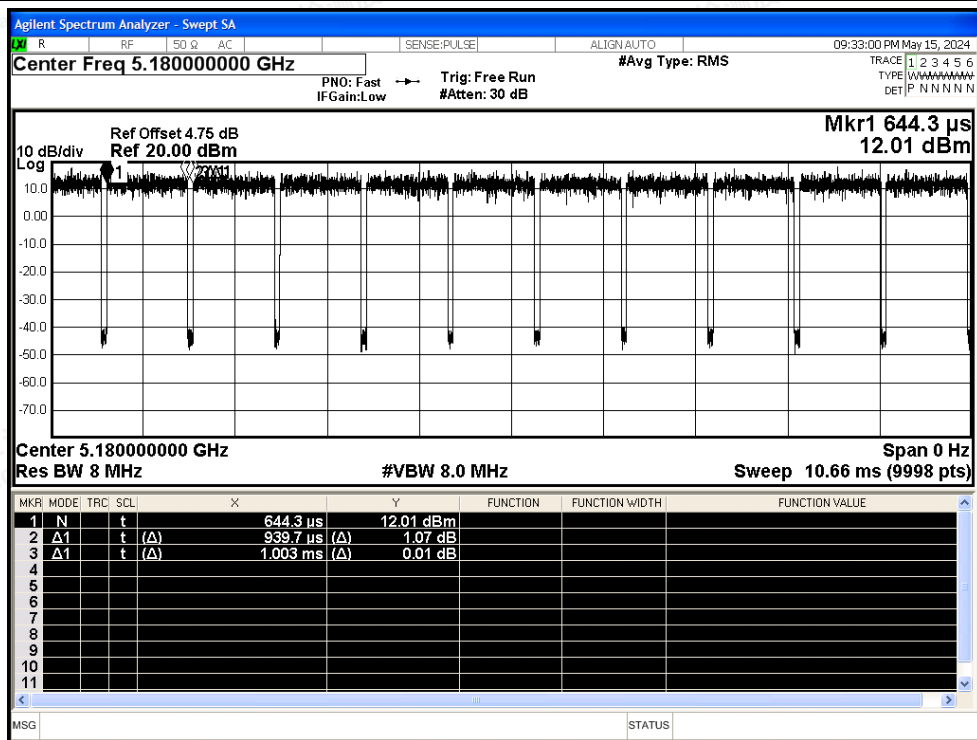 Agilent Spectrum Analyzer - Swept SA
LXI R RF 50 Ω AC SENSE:PULSE ALIGN AUTO 09:33:00 PM May 15, 2024
Center Freq 5.180000000 GHz #Avg Type: RMS TRACE 1 2 3 4 5 6
PNO: Fast Trig: Free Run TYPE WWWWWW
IFGain:Low #Atten: 30 dB DET P N N N N N
Mkr1 644.3 µs
Ref Offset 4.75 dB
10 dB/div Ref 20.00 dBm 12.01 dBm
Log
1
10.0
0.00
-10.0
-20.0
-30.0
-40.0
-50.0
-60.0
-70.0
Center 5.180000000 GHz Span 0 Hz
Res BW 8 MHz #VBW 8.0 MHz Sweep 10.66 ms (9998 pts)
MKR MODE TRC SCL X Y FUNCTION FUNCTION WIDTH FUNCTION VALUE
1 N t 644.3 µs 12.01 dBm
2 Δ1 t (Δ) 939.7 µs (Δ) 1.07 dB
3 Δ1 t (Δ) 1.003 ms (Δ) 0.01 dB
4
5
6
7
8
9
10
11
MSG STATUS